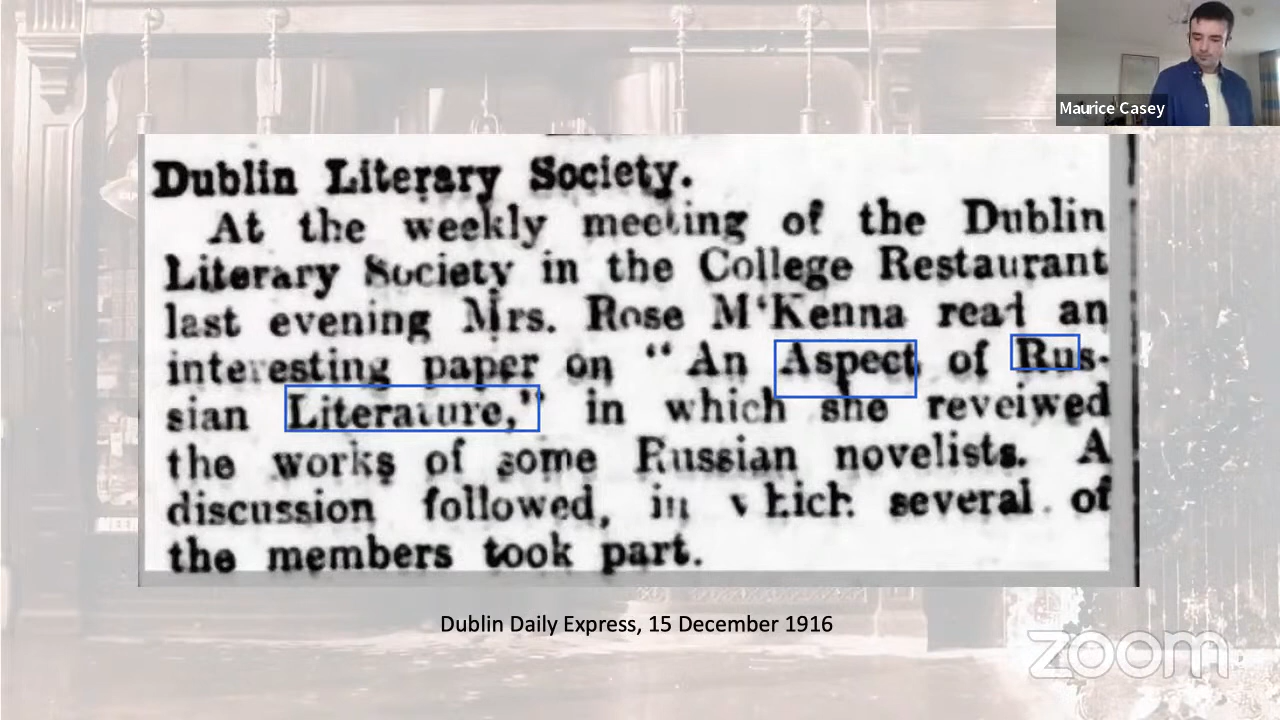 Maurice Casey
Dublin Literary Society.
At the weekly meeting of the Dublin
Literary Society in the College Restaurant
last evening Mrs. Rose M'Kenna read an
interesting paper on "An Aspect of Rus-
sian Literature," in which she reveiwed
the works of some Russian novelists. A
discussion followed, in which several of
the members took part.
Dublin Daily Express, 15 December 1916
zoom